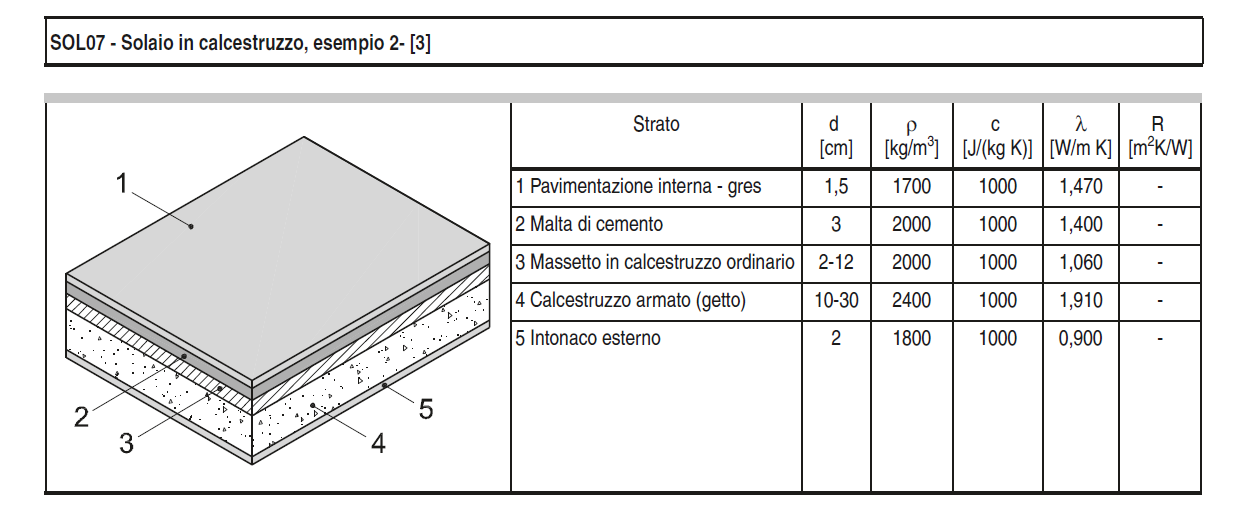 SOL07 - Solaio in calcestruzzo, esempio 2- [3]
Strato d ρ c λ R
[cm] [kg/m³] [J/(kg K)] [W/m K] [m²K/W]
1 Pavimentazione interna - gres 1,5 1700 1000 1,470 -
2 Malta di cemento 3 2000 1000 1,400 -
3 Massetto in calcestruzzo ordinario 2-12 2000 1000 1,060 -
4 Calcestruzzo armato (getto) 10-30 2400 1000 1,910 -
5 Intonaco esterno 2 1800 1000 0,900 -
1
2
3
4
5